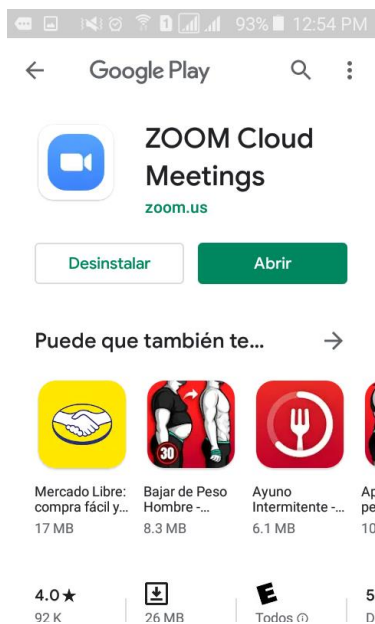 93% 12:54 PM
Google Play
ZOOM Cloud
Meetings
zoom.us
Desinstalar
Abrir
Puede que también te...
30
Mercado Libre:
compra fácil y...
17 MB
Bajar de Peso
Hombre -...
8.3 MB
Ayuno
Intermitente -...
6.1 MB
4.0★
92 K
26 MB
E
Todos